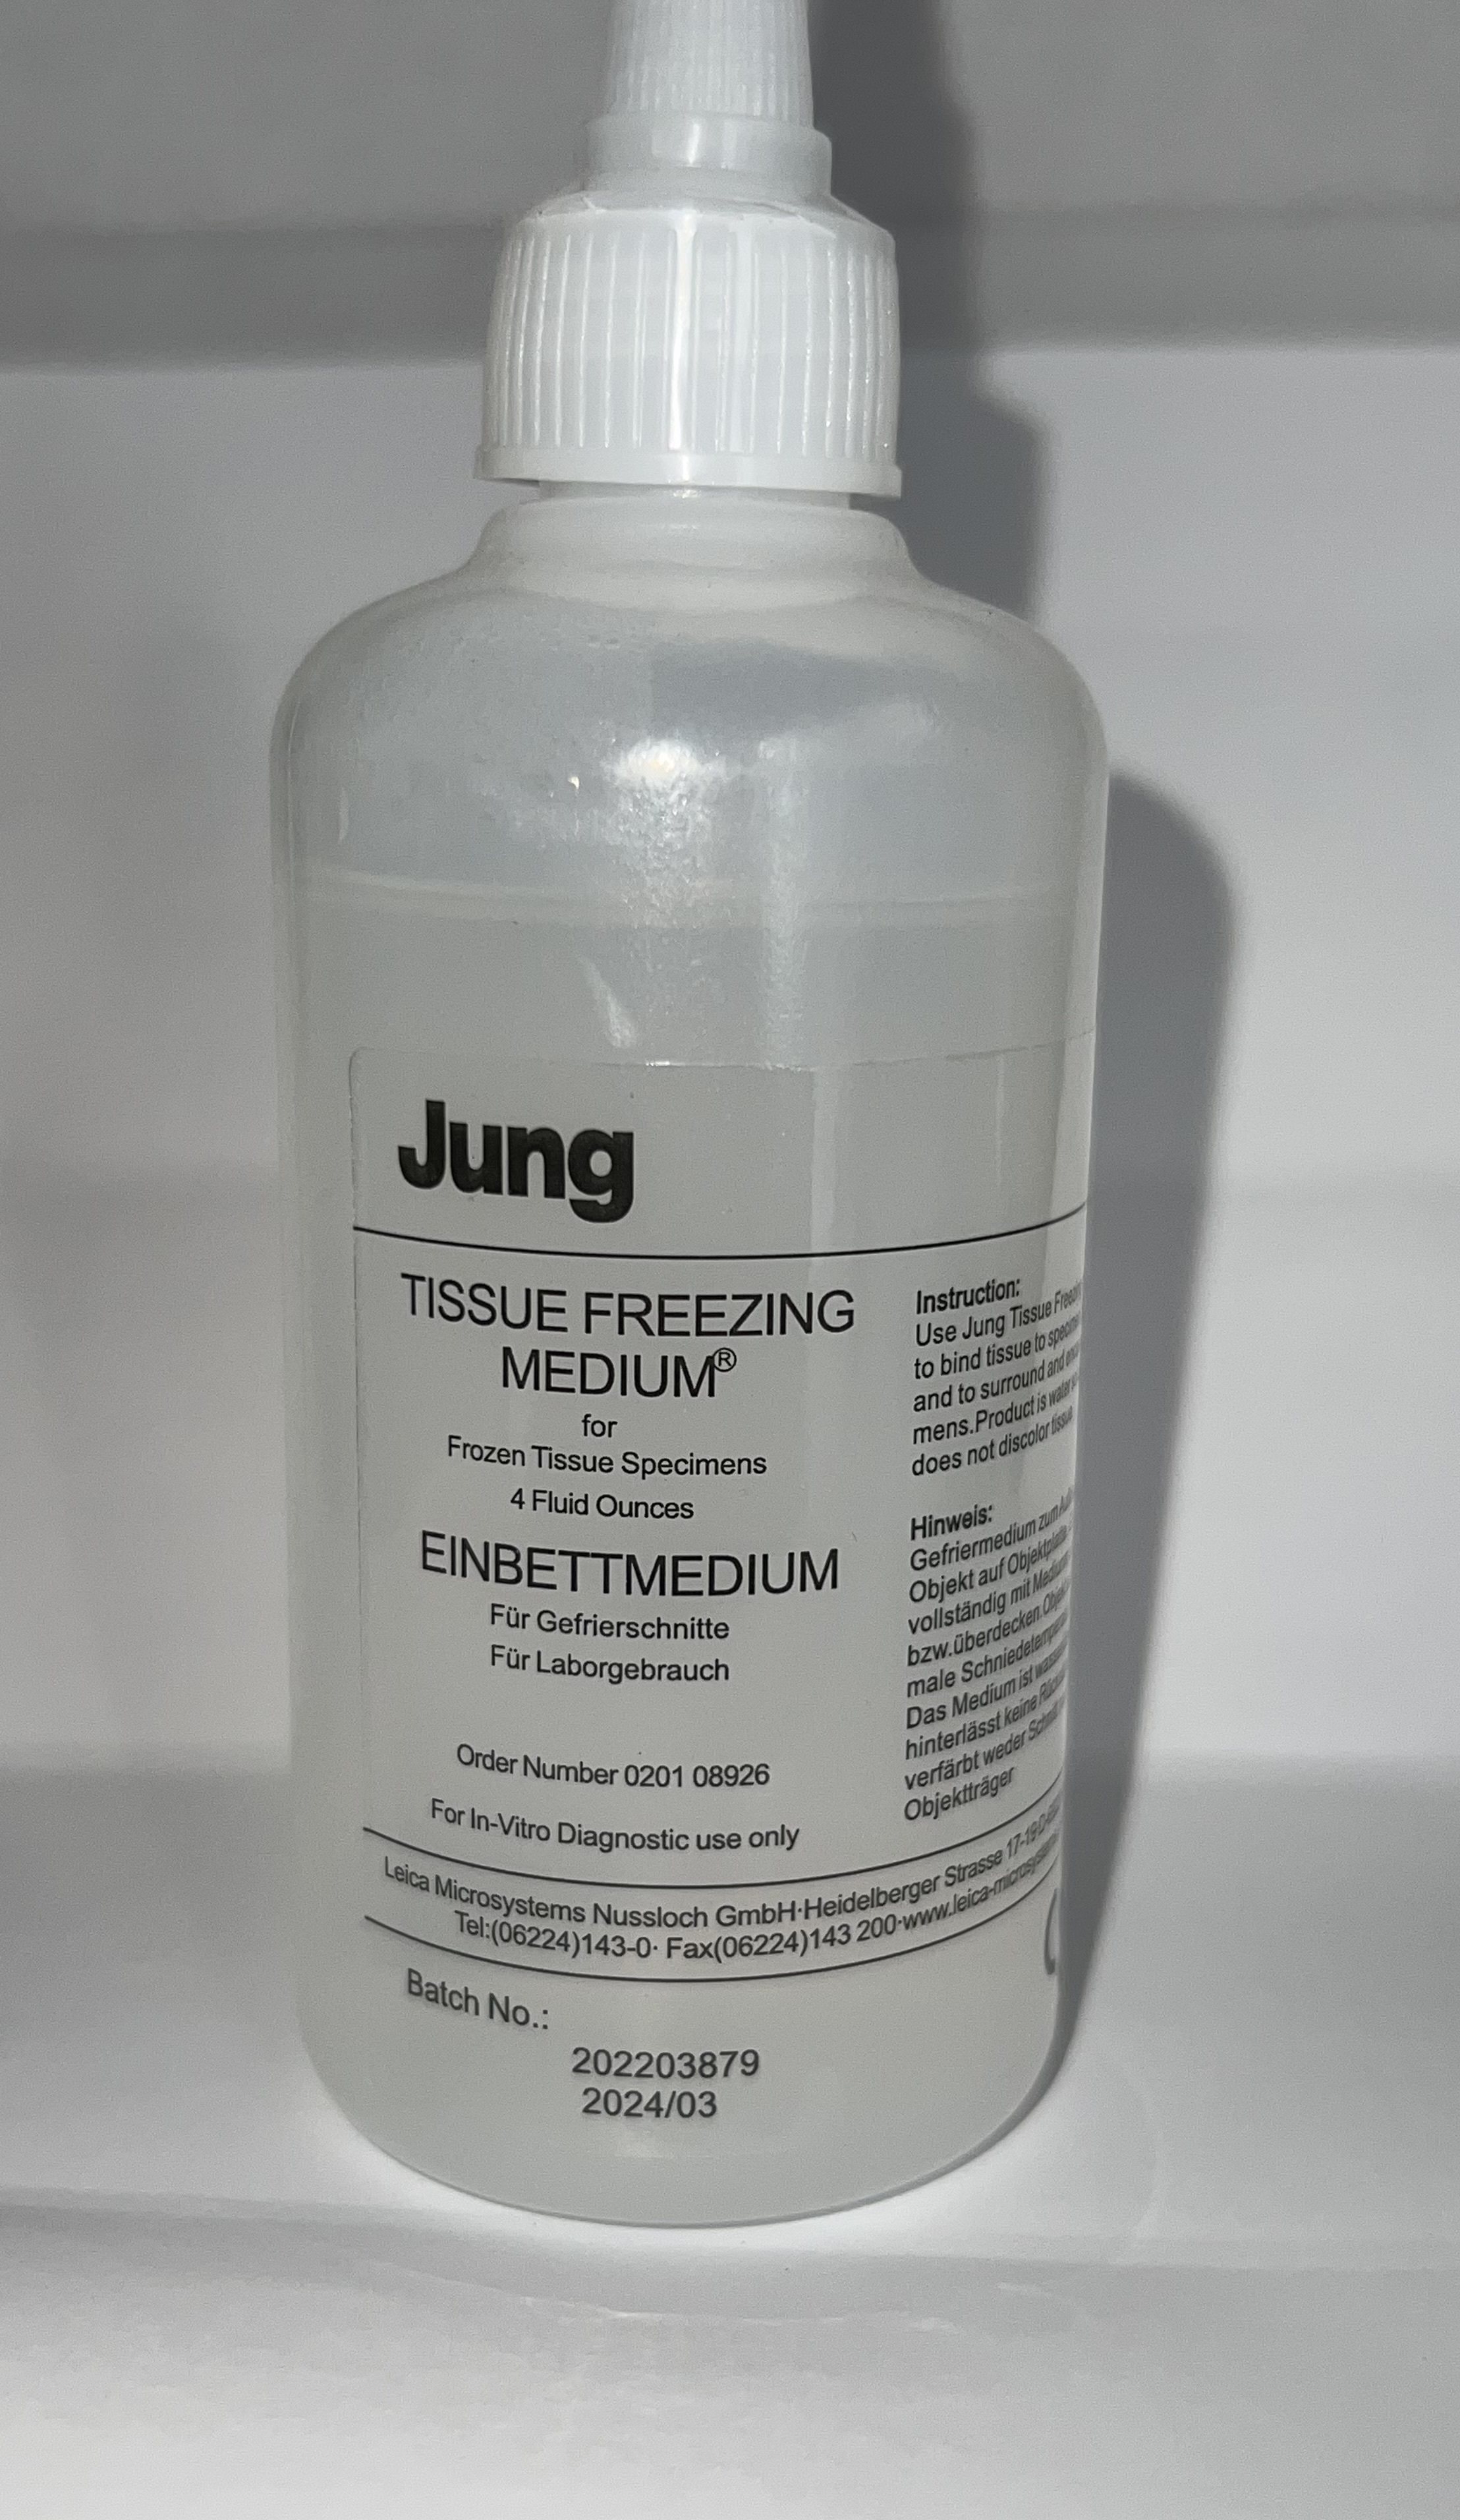 Jung
TISSUE FREEZING
MEDIUM®
for
Frozen Tissue Specimens
4 Fluid Ounces
EINBETTMEDIUM
Für Gefrierschnitte
Für Laborgebrauch
Order Number 0201 08926
For In-Vitro Diagnostic use only
Instruction:
Use Jung Tissue
to bind tissue to
and to surround and
mens.Product is
does not discolor
Hinweis:
Gefriermedium zum
Objekt auf
vollständig mit
bzw.überdecken.
male
Das Medium ist
hinterlässt keine
verfärbt weder
Objektträger
Leica Microsystems Nussloch GmbH·Heidelberger Strasse 17-19
Tel:(06224)143-0· Fax(06224)143 200·
Batch No.:
202203879
2024/03